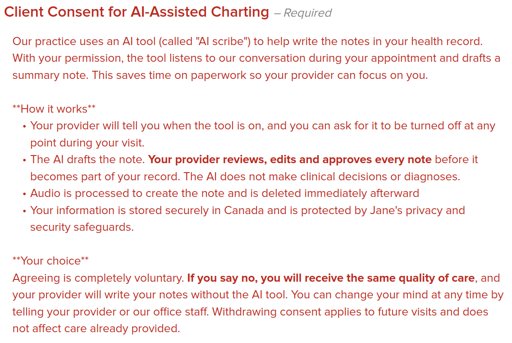 Client Consent for AI-Assisted Charting – Required
Our practice uses an AI tool (called "AI scribe") to help write the notes in your health record.
With your permission, the tool listens to our conversation during your appointment and drafts a
summary note. This saves time on paperwork so your provider can focus on you.
**How it works**
• Your provider will tell you when the tool is on, and you can ask for it to be turned off at any
point during your visit.
• The AI drafts the note. Your provider reviews, edits and approves every note before it
becomes part of your record. The AI does not make clinical decisions or diagnoses.
• Audio is processed to create the note and is deleted immediately afterward
• Your information is stored securely in Canada and is protected by Jane's privacy and
security safeguards.
**Your choice**
Agreeing is completely voluntary. If you say no, you will receive the same quality of care, and
your provider will write your notes without the AI tool. You can change your mind at any time by
telling your provider or our office staff. Withdrawing consent applies to future visits and does
not affect care already provided.